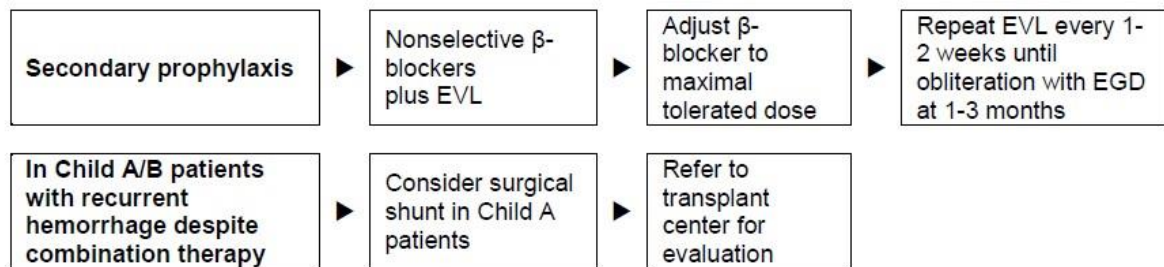 Secondary prophylaxis
▶
Nonselective β-
blockers
plus EVL
▶
Adjust β-
blocker to
maximal
tolerated dose
▶
Repeat EVL every 1-
2 weeks until
obliteration with EGD
at 1-3 months
In Child A/B patients
with recurrent
hemorrhage despite
combination therapy
▶
Consider surgical
shunt in Child A
patients
▶
Refer to
transplant
center for
evaluation